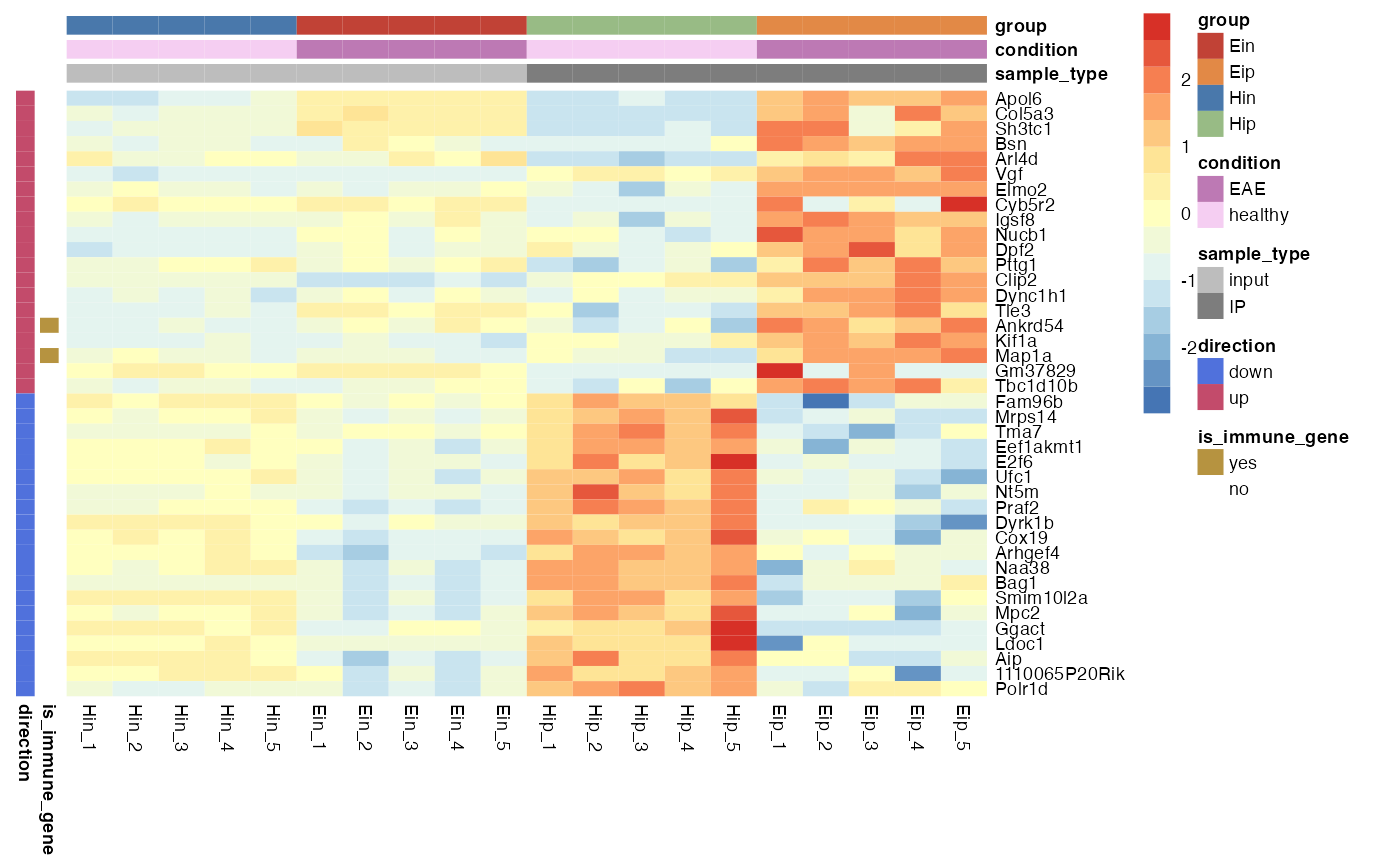 group
condition
sample_type
Apol6
Col5a3
Sh3tc1
Bsn
Arl4d
Vgf
Elmo2
Cyb5r2
Igsf8
Nucb1
Dpf2
Pttg1
Clip2
Dync1h1
Tle3
Ankrd54
Kif1a
Map1a
Gm37829
Tbc1d10b
Fam96b
Mrps14
Tma7
Eef1akmt1
E2f6
Ufc1
Nt5m
Praf2
Dyrk1b
Cox19
Arhgef4
Naa38
Bag1
Smim10l2a
Mpc2
Ggact
Ldoc1
Aip
1110065P20Rik
Polr1d
direction
is_immune_gene
Hin_1
Hin_2
Hin_3
Hin_4
Hin_5
Ein_1
Ein_2
Ein_3
Ein_4
Ein_5
Hip_1
Hip_2
Hip_3
Hip_4
Hip_5
Eip_1
Eip_2
Eip_3
Eip_4
Eip_5
2
1
0
-1
-2
group
Ein
Eip
Hin
Hip
condition
EAE
healthy
sample_type
input
IP
direction
down
up
is_immune_gene
yes
no